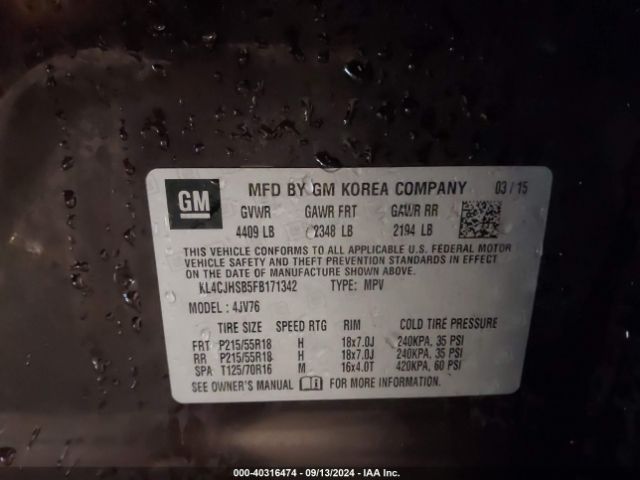 GM
MFD BY GM KOREA COMPANY 03 / 15
GVWR GAWR FRT GAWR RR
4409 LB 2348 LB 2194 LB
THIS VEHICLE CONFORMS TO ALL APPLICABLE U.S. FEDERAL MOTOR
VEHICLE SAFETY AND THEFT PREVENTION STANDARDS IN EFFECT ON
DATE OF MANUFACTURE SHOWN ABOVE.
KL4CJHSB5FB171342 TYPE: MPV
MODEL : 4JV76
TIRE SIZE SPEED RTG RIM COLD TIRE PRESSURE
FRT P215/55R18 H 18x7.0J 240KPA, 35 PSI
RR P215/55R18 H 18x7.0J 240KPA, 35 PSI
SPA T125/70R16 M 16x4.0T 420KPA, 60 PSI
SEE OWNER'S MANUAL FOR MORE INFORMATION.
000-40316474 - 09/13/2024 - IAA Inc.